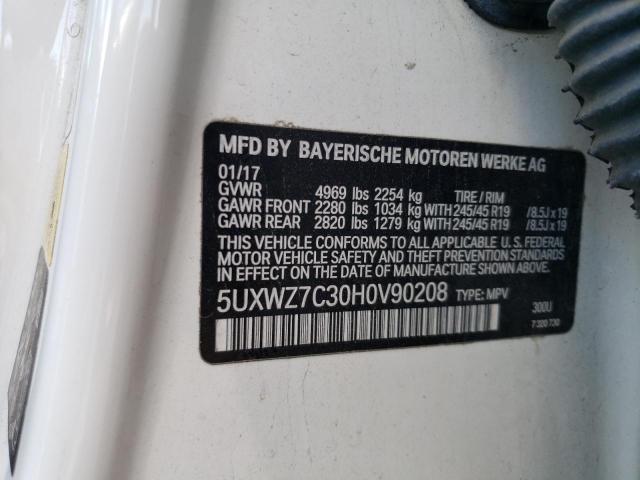 MFD BY BAYERISCHE MOTOREN WERKE AG
01/17
GVWR 4969 lbs 2254 kg TIRE / RIM
GAWR FRONT 2280 lbs 1034 kg WITH 245/45 R19 /8.5J x 19
GAWR REAR 2820 lbs 1279 kg WITH 245/45 R19 /8.5J x 19
THIS VEHICLE CONFORMS TO ALL APPLICABLE U. S. FEDERAL
MOTOR VEHICLE SAFETY AND THEFT PREVENTION STANDARDS
IN EFFECT ON THE DATE OF MANUFACTURE SHOWN ABOVE.
5UXWZ7C30H0V90208 TYPE: MPV
300U
7 320 730